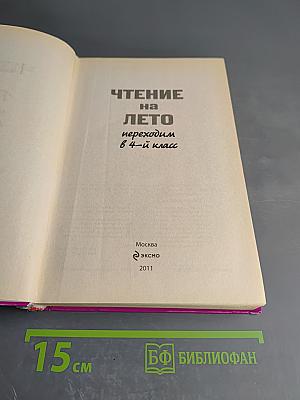 ЧТЕНИЕ
на
ЛЕТО
переходим
в 4-й класс
Москва
эксмо
2011
15 см
БФ БИБЛИОФАН